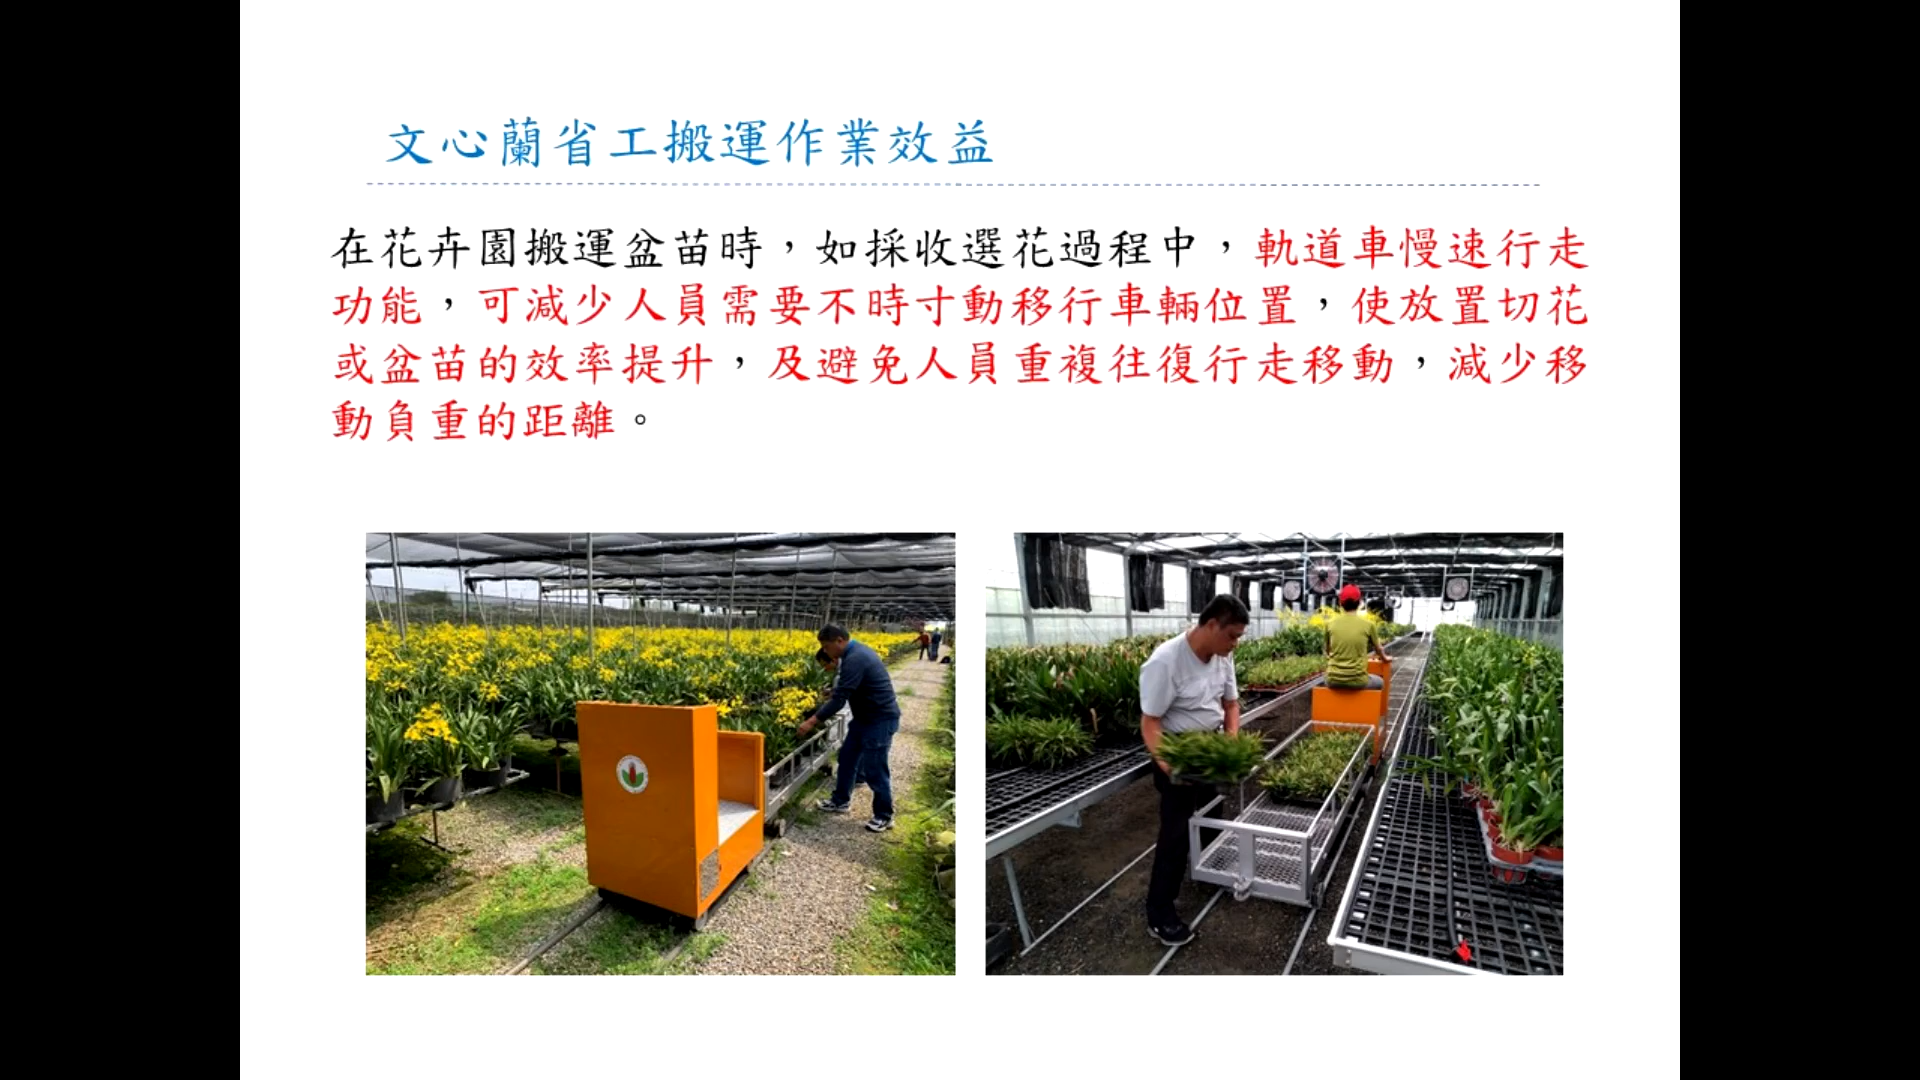 文心蘭省工搬運作業效益
在花卉園搬運盆苗時，如採收選花過程中，軌道車慢速行走
功能，可減少人員需要不時寸動移行車輛位置，使放置切花
或盆苗的效率提升，及避免人員重複往復行走移動，減少移
動負重的距離。